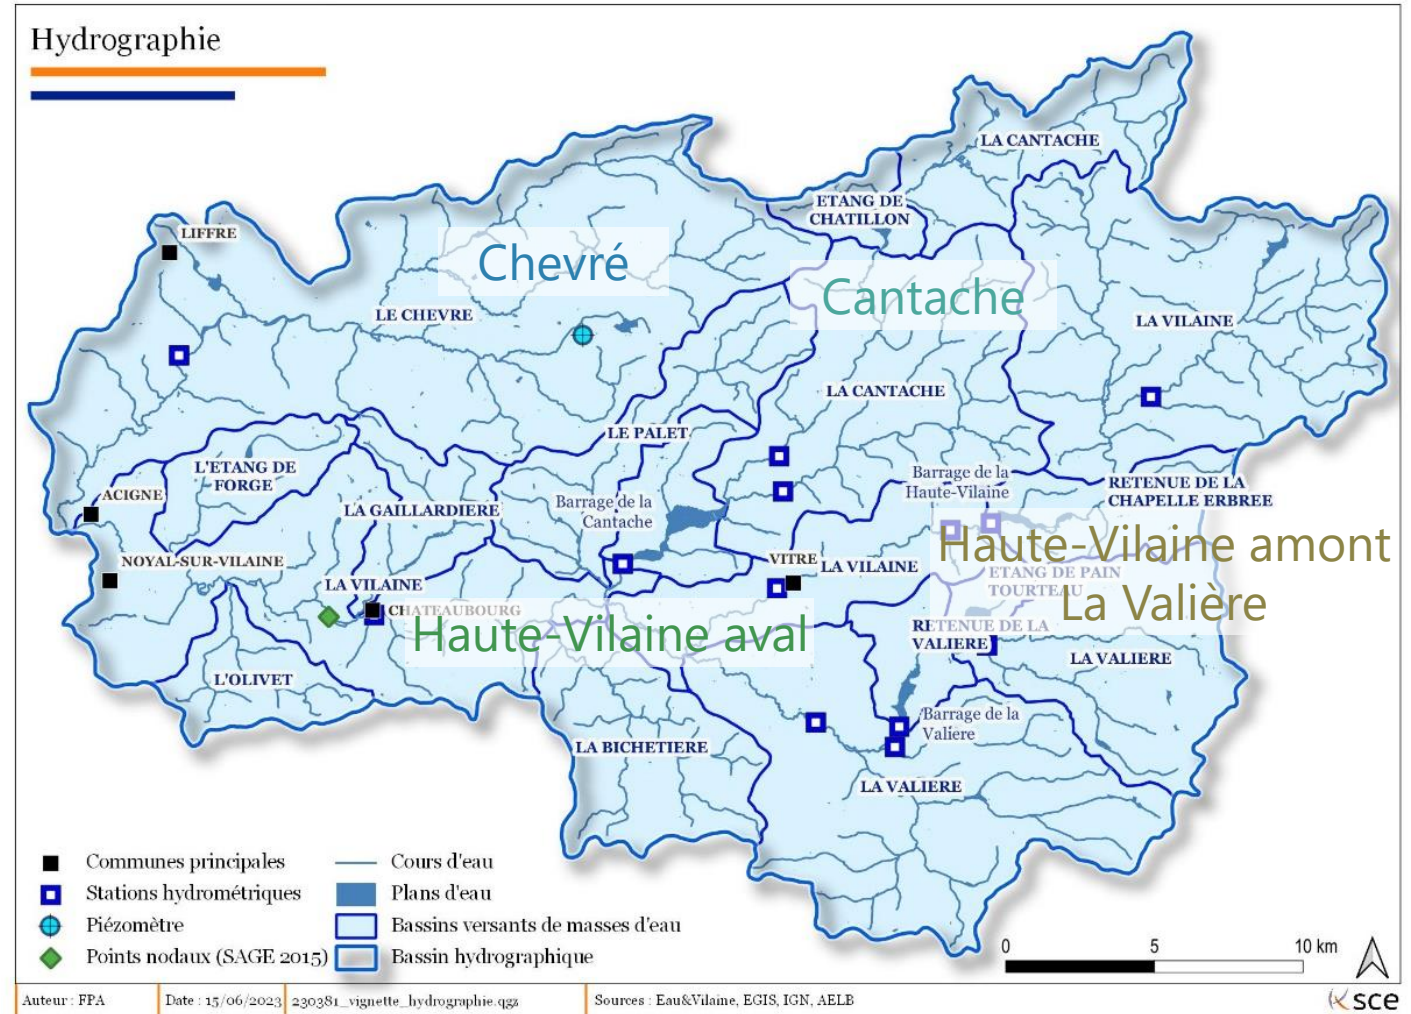 Hydrographie
LA CANTACHE
ETANG DE
CHATILLON
LIFFRE
Chevré
Cantache
LE CHEVRE
LA VILAINE
LA CANTACHE
LE PALET
L'ETANG DE
FORGE
Barrage de la
Haute-Vilaine
RETENUE DE LA
CHAPELLE ERBREE
ACIGNE
LA GAILLARDIERE
Barrage de la
Cantache
Haute-Vilaine amont
La Valière
NOYAL-SUR-VILAINE
VITRE
LA VILAINE
ETANG DE PAIN
TOURTEAU
LA VILAINE
CHATEAUBOURG
Haute-Vilaine aval
RETENUE DE LA
VALIERE
LA VALIERE
L'OLIVET
Barrage de la
Valière
LA BICHETIERE
LA VALIERE
Communes principales
Stations hydrométriques
Piézomètre
Points nodaux (SAGE 2015)
Cours d'eau
Plans d'eau
Bassins versants de masses d'eau
Bassin hydrographique
0 5 10 km
Auteur : FPA
Date : 15/06/2023
230381_vignette_hydrographie.qgz
Sources : Eau&Vilaine, EGIS, IGN, AELB
sce